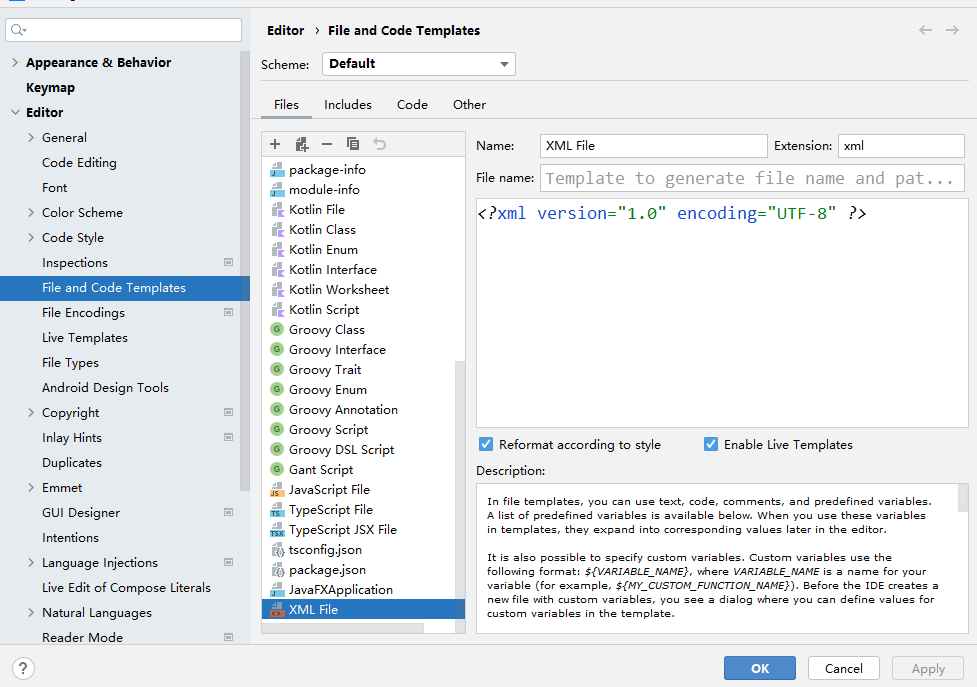 Editor › File and Code Templates
Scheme: Default
Files Includes Code Other
Appearance & Behavior
Keymap
Editor
General
Code Editing
Font
Color Scheme
Code Style
Inspections
File and Code Templates
File Encodings
Live Templates
File Types
Android Design Tools
Copyright
Inlay Hints
Duplicates
Emmet
GUI Designer
Intentions
Language Injections
Live Edit of Compose Literals
Natural Languages
Reader Mode
package-info
module-info
Kotlin File
Kotlin Class
Kotlin Enum
Kotlin Interface
Kotlin Worksheet
Kotlin Script
Groovy Class
Groovy Interface
Groovy Trait
Groovy Enum
Groovy Annotation
Groovy Script
Groovy DSL Script
Gant Script
JavaScript File
TypeScript File
TypeScript JSX File
tsconfig.json
package.json
JavaFXApplication
XML File
Name: XML File Extension: xml
File name: Template to generate file name and pat...
<?xml version="1.0" encoding="UTF-8" ?>
Reformat according to style Enable Live Templates
Description:
In file templates, you can use text, code, comments, and predefined variables.
A list of predefined variables is available below. When you use these variables
in templates, they expand into corresponding values later in the editor.
It is also possible to specify custom variables. Custom variables use the
following format: ${VARIABLE_NAME}, where VARIABLE_NAME is a name for your
variable (for example, ${MY_CUSTOM_FUNCTION_NAME}). Before the IDE creates a
new file with custom variables, you see a dialog where you can define values for
custom variables in the template.
? OK Cancel Apply